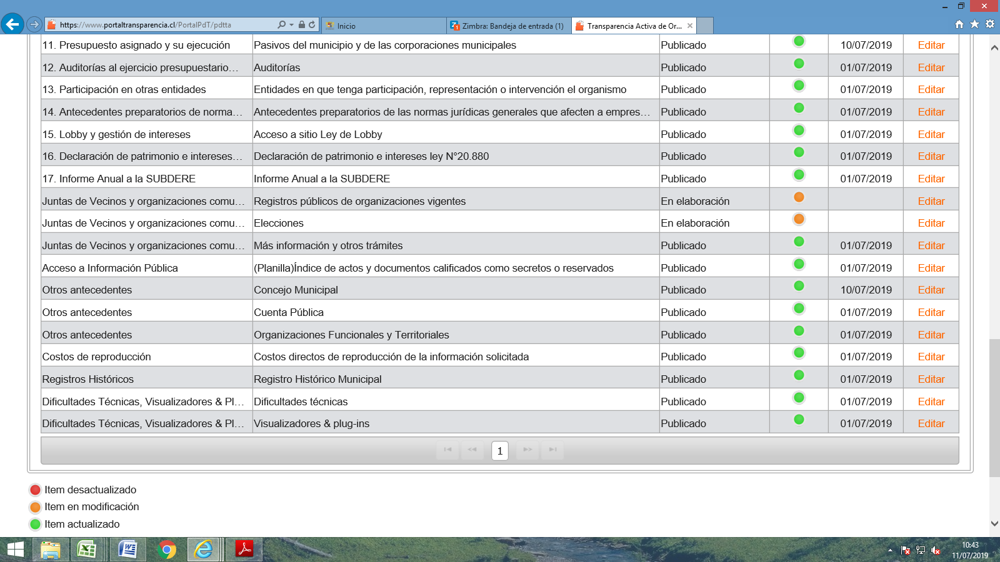 https://www.portaltransparencia.cl/PortalPdT/pdtta
Inicio
Zimbra: Bandeja de entrada (1)
Transparencia Activa de Or...
11. Presupuesto asignado y su ejecución Pasivos del municipio y de las corporaciones municipales Publicado 10/07/2019 Editar
12. Auditorías al ejercicio presupuestario… Auditorías Publicado 01/07/2019 Editar
13. Participación en otras entidades Entidades en que tenga participación, representación o intervención el organismo Publicado 01/07/2019 Editar
14. Antecedentes preparatorios de norma… Antecedentes preparatorios de las normas jurídicas generales que afecten a empres… Publicado 01/07/2019 Editar
15. Lobby y gestión de intereses Acceso a sitio Ley de Lobby Publicado 01/07/2019 Editar
16. Declaración de patrimonio e intereses… Declaración de patrimonio e intereses ley N°20.880 Publicado 01/07/2019 Editar
17. Informe Anual a la SUBDERE Informe Anual a la SUBDERE Publicado 01/07/2019 Editar
Juntas de Vecinos y organizaciones comu… Registros públicos de organizaciones vigentes En elaboración Editar
Juntas de Vecinos y organizaciones comu… Elecciones En elaboración Editar
Juntas de Vecinos y organizaciones comu… Más información y otros trámites Publicado 01/07/2019 Editar
Acceso a Información Pública (Planilla)Índice de actos y documentos calificados como secretos o reservados Publicado 01/07/2019 Editar
Otros antecedentes Concejo Municipal Publicado 10/07/2019 Editar
Otros antecedentes Cuenta Pública Publicado 01/07/2019 Editar
Otros antecedentes Organizaciones Funcionales y Territoriales Publicado 01/07/2019 Editar
Costos de reproducción Costos directos de reproducción de la información solicitada Publicado 01/07/2019 Editar
Registros Históricos Registro Histórico Municipal Publicado 01/07/2019 Editar
Dificultades Técnicas, Visualizadores & Pl… Dificultades técnicas Publicado 01/07/2019 Editar
Dificultades Técnicas, Visualizadores & Pl… Visualizadores & plug-ins Publicado 01/07/2019 Editar
1
Item desactualizado
Item en modificación
Item actualizado
10:43
11/07/2019